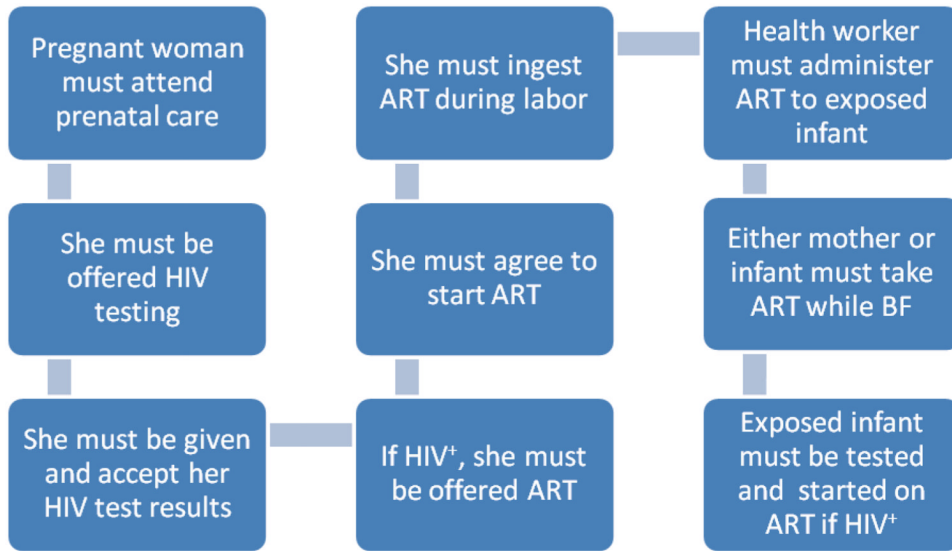 Pregnant woman
must attend
prenatal care
She must be
offered HIV
testing
She must be given
and accept her
HIV test results
If HIV⁺, she must
be offered ART
She must agree to
start ART
She must ingest
ART during labor
Health worker
must administer
ART to exposed
infant
Either mother or
infant must take
ART while BF
Exposed infant
must be tested
and started on
ART if HIV⁺